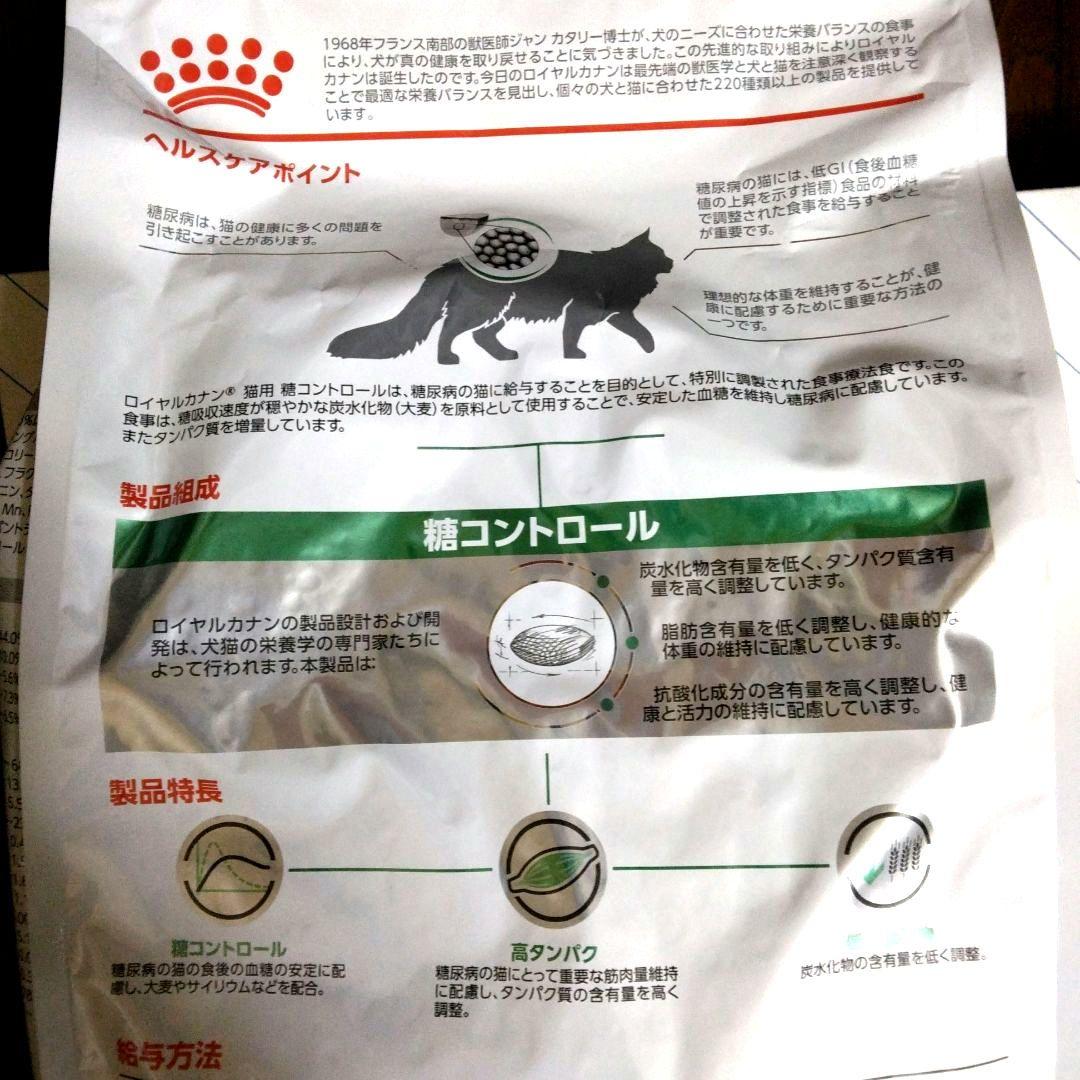 1968年フランス南部の獣医師ジャン カタリー博士が、犬のニーズに合わせた栄養バランスの食事
により、犬が真の健康を取り戻せることに気づきました。この先進的な取り組みによりロイヤル
カナンは誕生したのです。今日のロイヤルカナンは最先端の獣医学と犬と猫を注意深く観察する
ことで最適な栄養バランスを見出し、個々の犬と猫に合わせた220種類以上の製品を提供して
います。
ヘルスケアポイント
糖尿病は、猫の健康に多くの問題を
引き起こすことがあります。
糖尿病の猫には、低GI(食後血糖
値の上昇を示す指標)食品の
で調整された食事を給与すること
が重要です。
理想的な体重を維持することが、健
康に配慮するために重要な方法の
一つです。
ロイヤルカナン® 猫用 糖コントロールは、糖尿病の猫に給与することを目的として、特別に調製された食事療法食です。この
食事は、糖吸収速度が穏やかな炭水化物(大麦)を原料として使用することで、安定した血糖を維持し糖尿病に配慮しています。
またタンパク質を増量しています。
製品組成
糖コントロール
ロイヤルカナンの製品設計および開
発は、犬猫の栄養学の専門家たちに
よって行われます。本製品は:
炭水化物含有量を低く、タンパク質含有
量を高く調整しています。
脂肪含有量を低く調整し、健康的な
体重の維持に配慮しています。
抗酸化成分の含有量を高く調整し、健
康と活力の維持に配慮しています。
製品特長
糖コントロール
糖尿病の猫の食後の血糖の安定に配
慮し、大麦やサイリウムなどを配合。
高タンパク
糖尿病の猫にとって重要な筋肉量維持
に配慮し、タンパク質の含有量を高く
調整。
炭水化物の含有量を低く調整。
給与方法